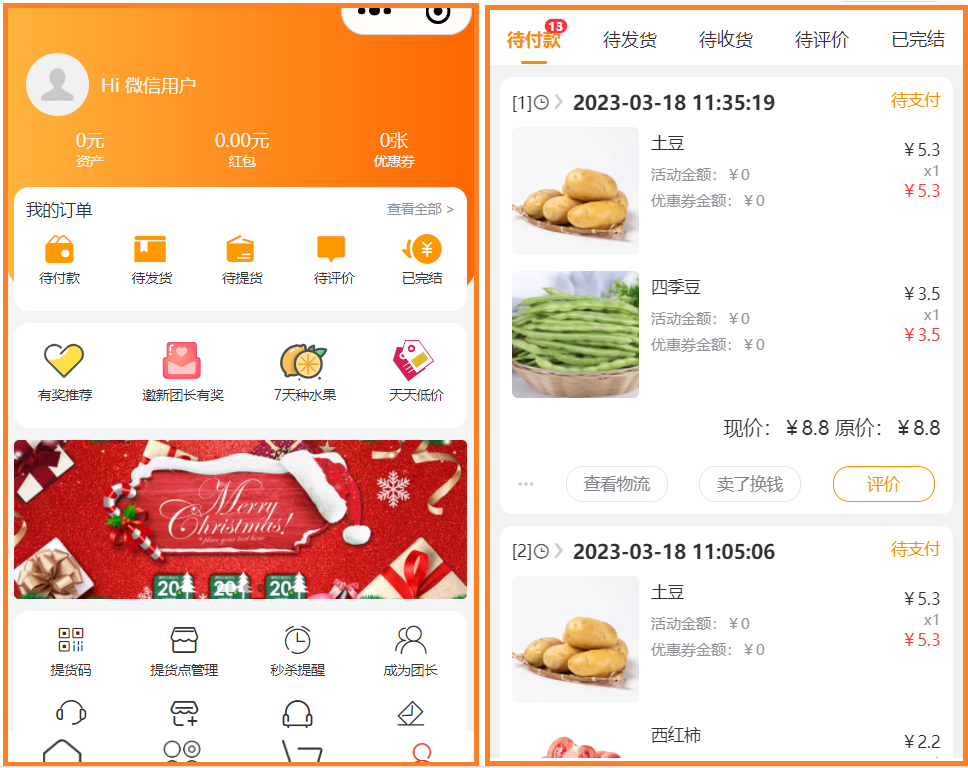 Hi 微信用户
0元 0.00元 0张
资产 红包 优惠券
我的订单 查看全部 >
待付款 待发货 待提货 待评价 已完结
有奖推荐 邀新团长有奖 7天种水果 天天低价
Merry
Christmas!
* place your text here *
20 20 20
提货码 提货点管理 秒杀提醒 成为团长
待付款 13 待发货 待收货 待评价 已完结
[1] 2023-03-18 11:35:19 待支付
土豆 ￥5.3
活动金额：￥0 x1
优惠券金额：￥0 ￥5.3
四季豆 ￥3.5
活动金额：￥0 x1
优惠券金额：￥0 ￥3.5
现价：￥8.8 原价：￥8.8
查看物流 卖了换钱 评价
[2] 2023-03-18 11:05:06 待支付
土豆 ￥5.3
活动金额：￥0 x1
优惠券金额：￥0 ￥5.3
西红柿 ￥2.2